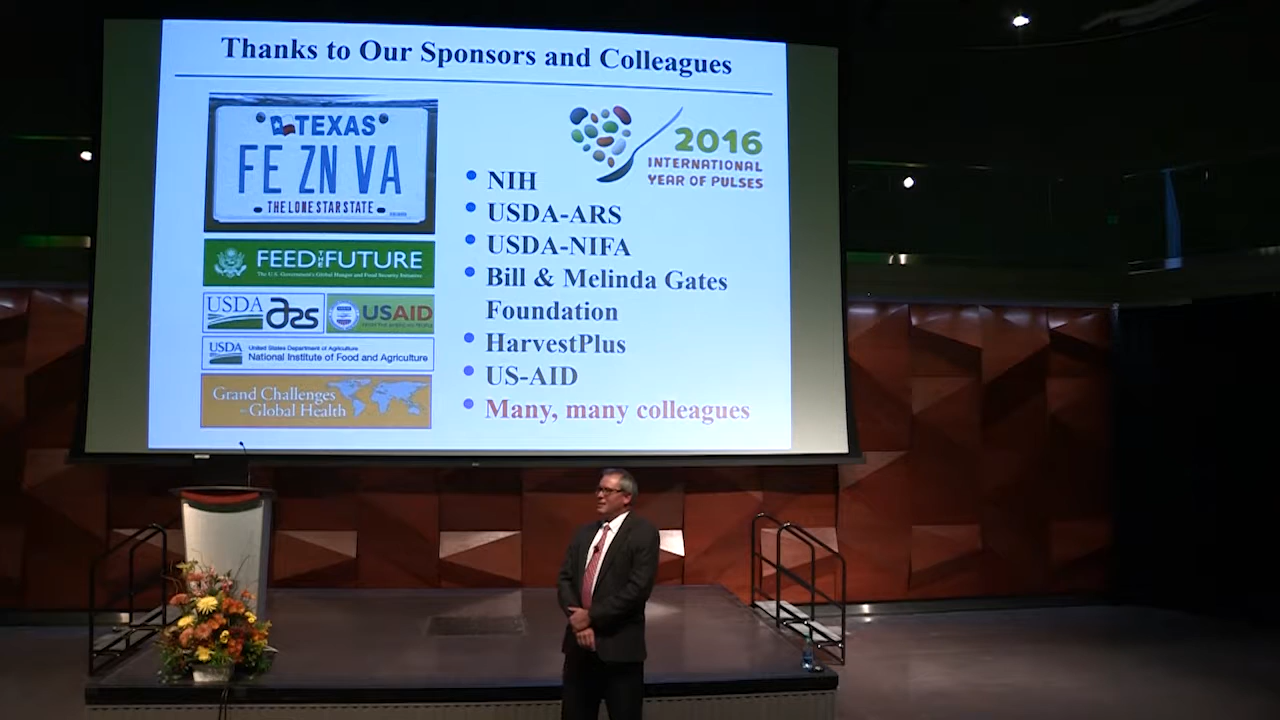 Thanks to Our Sponsors and Colleagues
TEXAS
FE ZN VA
THE LONE STAR STATE
2016
INTERNATIONAL
YEAR OF PULSES
• NIH
• USDA-ARS
• USDA-NIFA
• Bill & Melinda Gates
Foundation
• HarvestPlus
• US-AID
• Many, many colleagues
FEED THE FUTURE
The U.S. Government's Global Hunger and Food Security Initiative
USDA
ars
USAID
USDA
United States Department of Agriculture
National Institute of Food and Agriculture
Grand Challenges
in Global Health